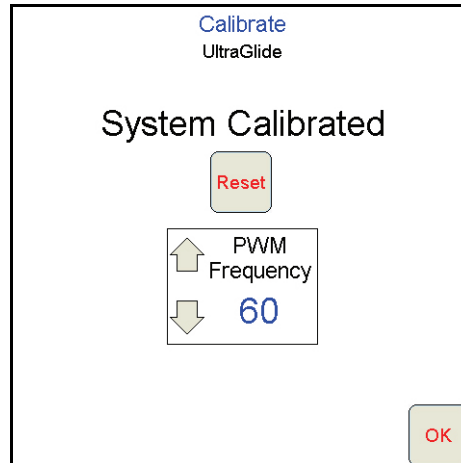 Calibrate
UltraGlide
System Calibrated
Reset
PWM
Frequency
60
OK